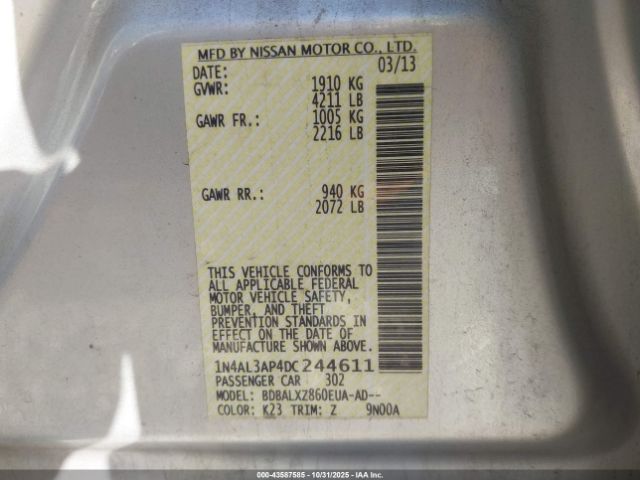 MFD BY NISSAN MOTOR CO., LTD.
DATE: 03/13
GVWR: 1910 KG
4211 LB
GAWR FR.: 1005 KG
2216 LB
GAWR RR.: 940 KG
2072 LB
THIS VEHICLE CONFORMS TO
ALL APPLICABLE FEDERAL
MOTOR VEHICLE SAFETY,
BUMPER, AND THEFT
PREVENTION STANDARDS IN
EFFECT ON THE DATE OF
MANUFACTURE SHOWN ABOVE.
1N4AL3AP4DC244611
PASSENGER CAR 302
MODEL: BDBALXZ860EUA-AD--
COLOR: K23 TRIM: Z 9N00A
© IAA - 43587585 - 10/31/2025 - www.iaai.com